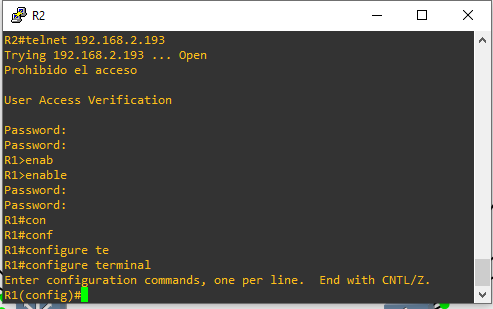 R2
R2#telnet 192.168.2.193
Trying 192.168.2.193 ... Open
Prohibido el acceso
User Access Verification
Password:
Password:
R1>enab
R1>enable
Password:
Password:
R1#con
R1#conf
R1#configure te
R1#configure terminal
Enter configuration commands, one per line.  End with CNTL/Z.
R1(config)#